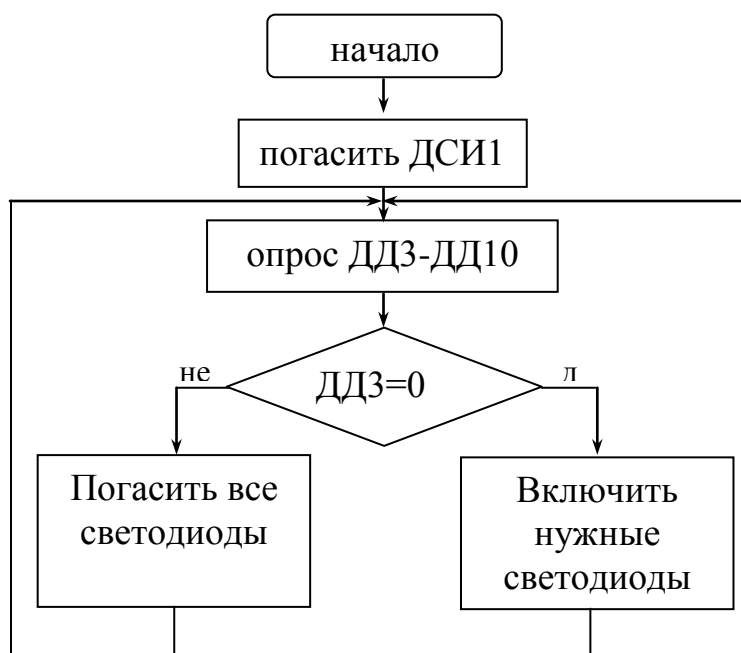 начало
погасить ДСИ1
опрос ДД3-ДД10
не
ДД3=0
д
Погасить все
светодиоды
Включить
нужные
светодиоды